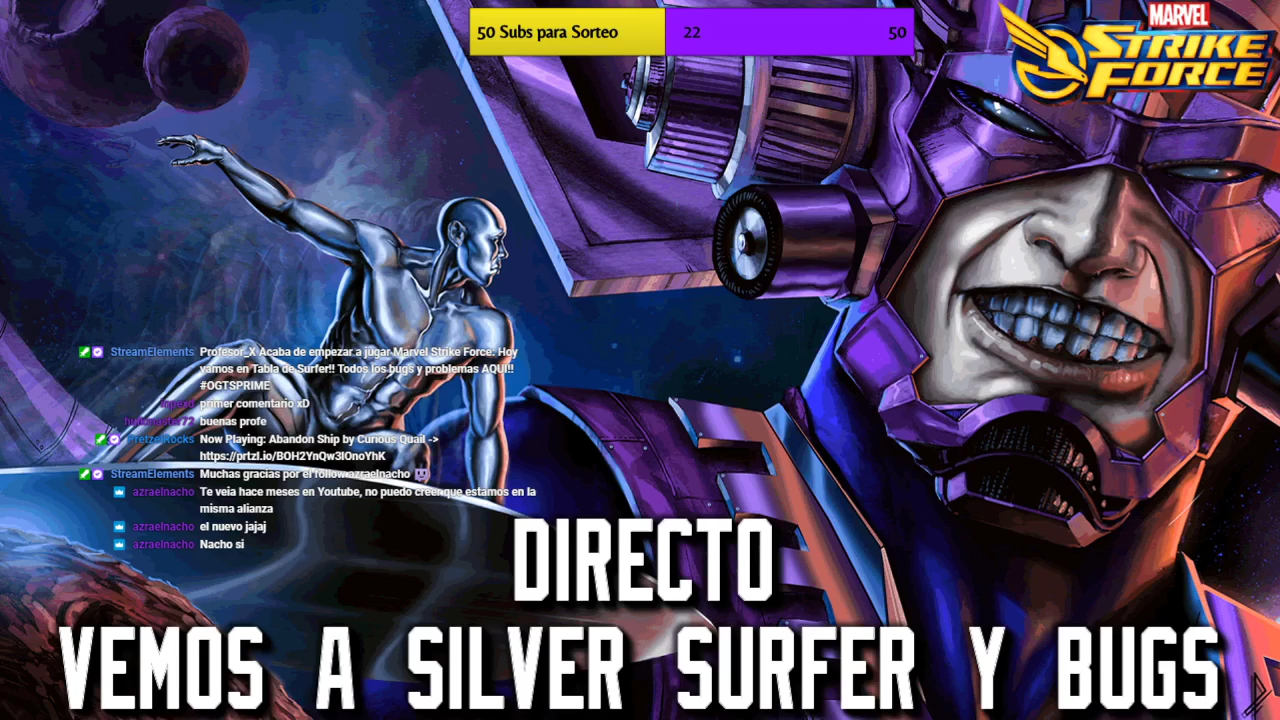 50 Subs para Sorteo 22 50
MARVEL
STRIKE
FORCE
StreamElements Profesor_X Acaba de empezar a jugar Marvel Strike Force: Hoy
vamos en Tabla de Surfer!! Todos los bugs y problemas AQUI!!
#OGTSPRIME
primer comentario xD
buenas profe
PretzelRocks Now Playing: Abandon Ship by Curious Quail ->
https://prtzl.io/BOH2YnQw3lOnoYhK
StreamElements Muchas gracias por el follow azraelnacho
azraelnacho Te veia hace meses en Youtube, no puedo creer que estamos en la
misma alianza
azraelnacho el nuevo jajaj
azraelnacho Nacho si
DIRECTO
VEMOS A SILVER SURFER Y BUGS